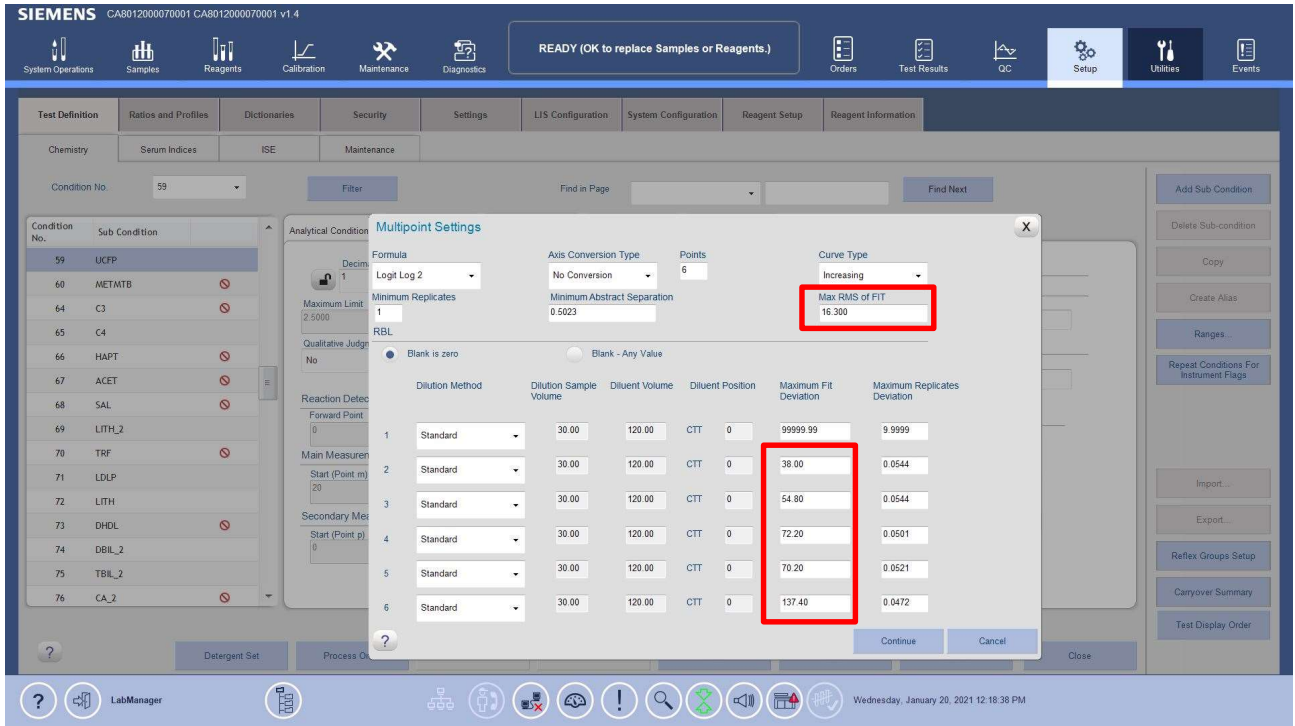 SIEMENS CA8012000070001 CA8012000070001 v1.4
System Operations Samples Reagents Calibration Maintenance Diagnostics READY (OK to replace Samples or Reagents.) Orders Test Results QC Setup Utilities Events
Test Definition Ratios and Profiles Dictionaries Security Settings LIS Configuration System Configuration Reagent Setup Reagent Information
Chemistry Serum Indices ISE Maintenance
Condition No. 59 Filter Find in Page Find Next Add Sub Condition
Condition No. Sub Condition
59 UCFP
60 METMTB
64 C3
65 C4
66 HAPT
67 ACET
68 SAL
69 LITH_2
70 TRF
71 LDLP
72 LITH
73 DHDL
74 DBIL_2
75 TBIL_2
76 CA_2
Analytical Condition
1
Maximum Limit
2.5000
No
0
Start (Point m)
20
Start (Point p)
0
Multipoint Settings X
Formula Axis Conversion Type Points Curve Type
Logit Log 2 No Conversion 6 Increasing
Minimum Replicates Minimum Abstract Separation Max RMS of FIT
1 0.5023 16.300
RBL
Blank is zero Blank - Any Value
Dilution Method Dilution Sample Volume Diluent Volume Diluent Position Maximum Fit Deviation Maximum Replicates Deviation
1 Standard 30.00 120.00 CTT 0 99999.99 9.9999
2 Standard 30.00 120.00 CTT 0 38.00 0.0544
3 Standard 30.00 120.00 CTT 0 54.80 0.0544
4 Standard 30.00 120.00 CTT 0 72.20 0.0501
5 Standard 30.00 120.00 CTT 0 70.20 0.0521
6 Standard 30.00 120.00 CTT 0 137.40 0.0472
? Continue Cancel
Delete Sub-condition
Copy
Create Alias
Ranges...
Repeat Conditions For
Instrument Flags
Import...
Export...
Reflex Groups Setup
Carryover Summary
Test Display Order
? Detergent Set Close
? LabManager Wednesday, January 20, 2021 12:18:38 PM